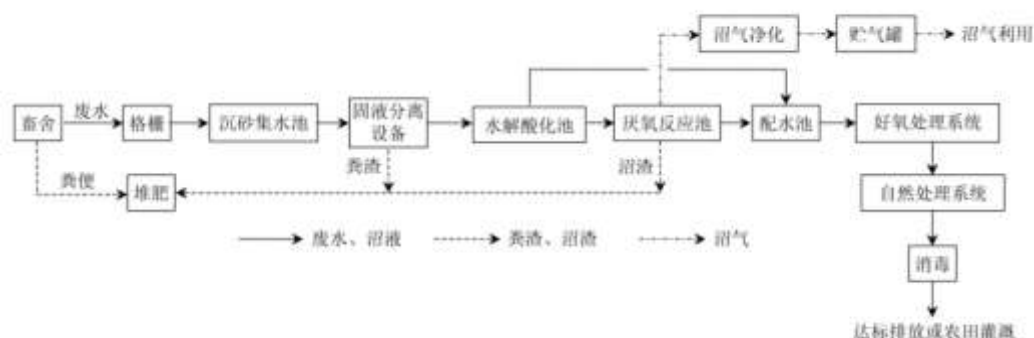 沼气净化
贮气罐
沼气利用
畜舍
废水
格栅
沉砂集水池
固液分离
设备
水解酸化池
厌氧反应池
配水池
好氧处理系统
粪便
堆肥
粪渣
沼渣
自然处理系统
废水、沼液
粪渣、沼渣
沼气
消毒
达标排放或农田灌溉